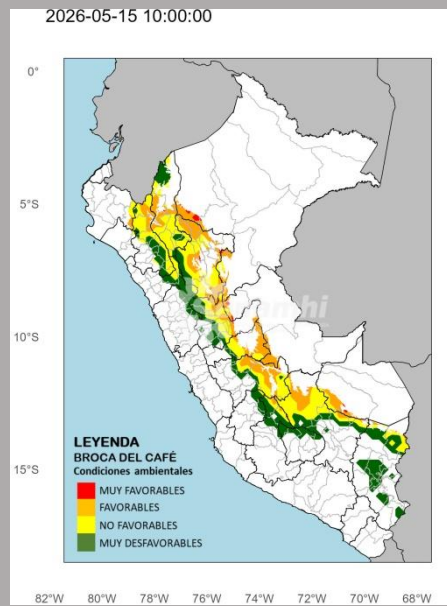 2026-05-15 10:00:00
0°
5°S
10°S
15°S
senamhi
LEYENDA
BROCA DEL CAFÉ
Condiciones ambientales
MUY FAVORABLES
FAVORABLES
NO FAVORABLES
MUY DESFAVORABLES
82°W 80°W 78°W 76°W 74°W 72°W 70°W 68°W